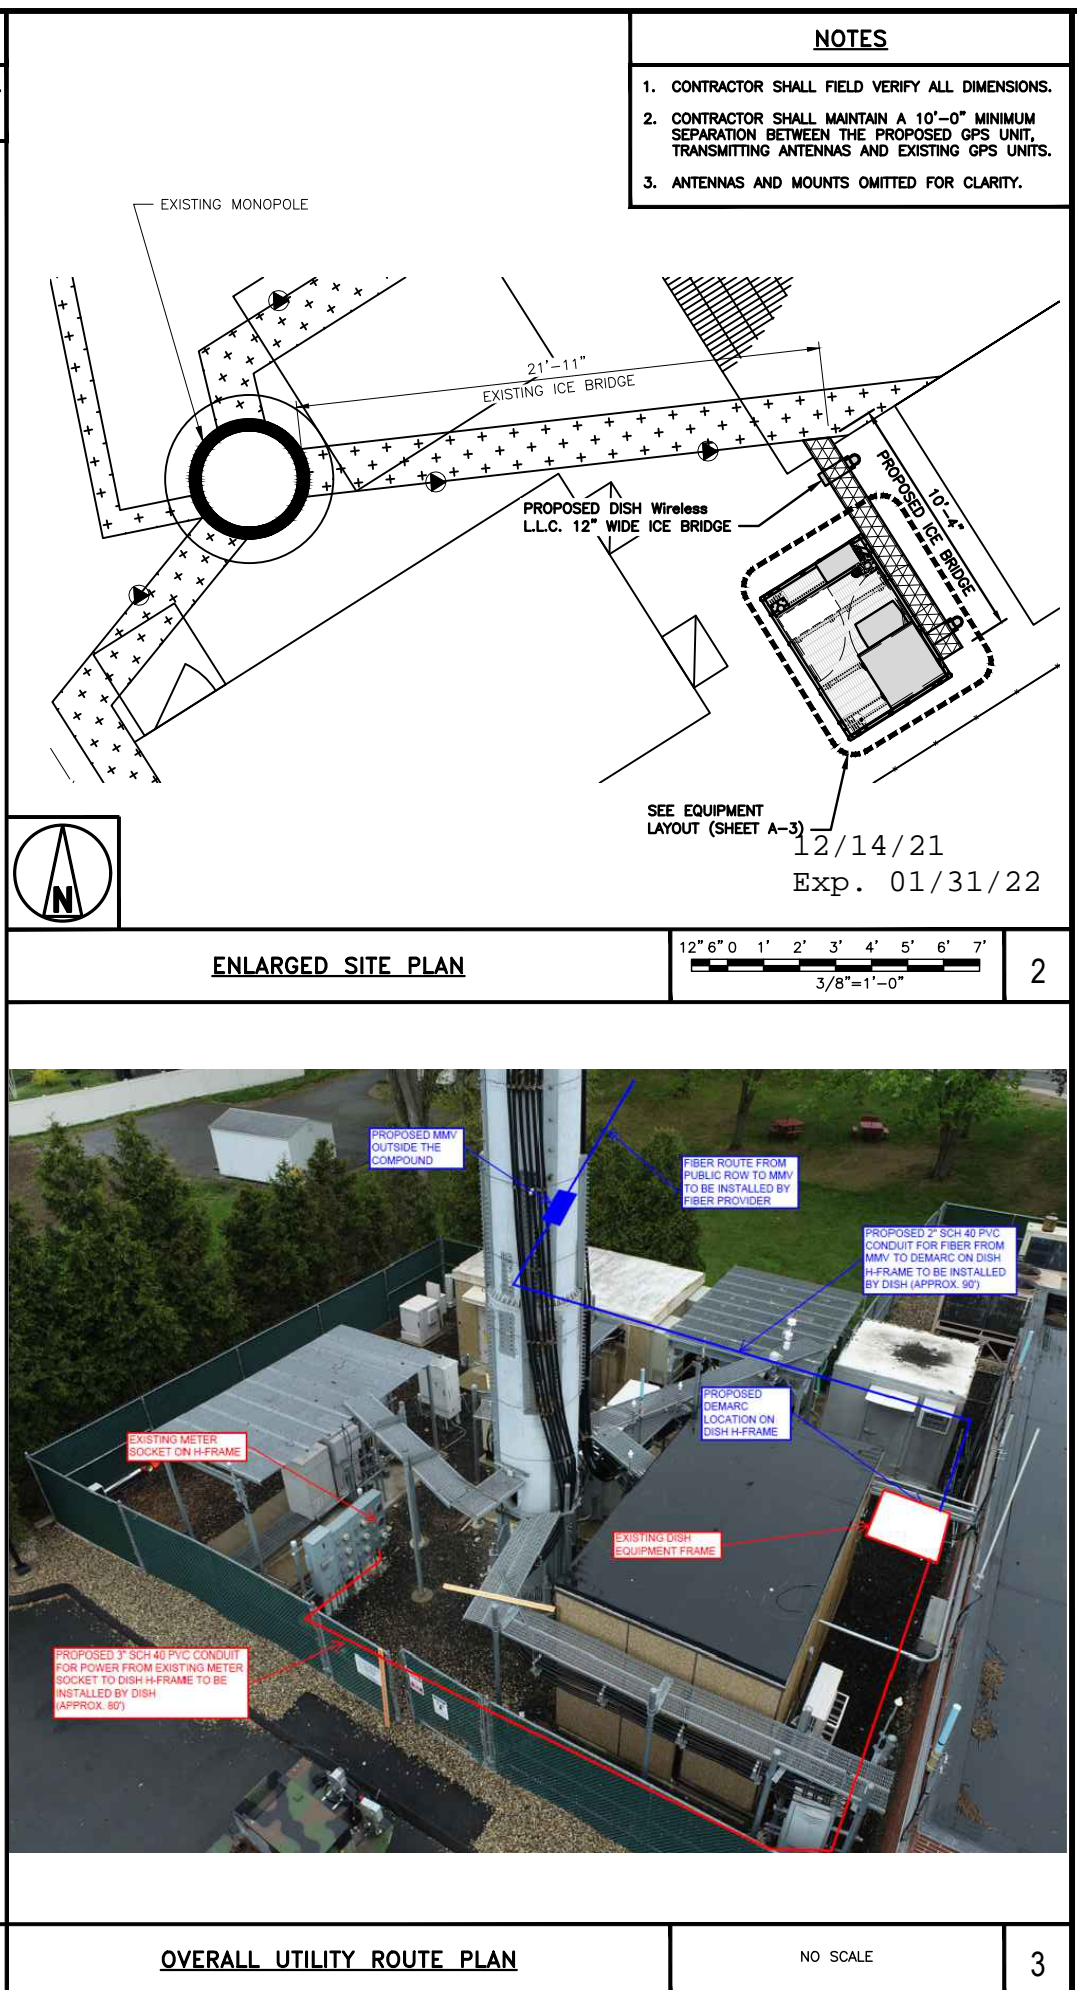 NOTES
1. CONTRACTOR SHALL FIELD VERIFY ALL DIMENSIONS.
2. CONTRACTOR SHALL MAINTAIN A 10'-0" MINIMUM
SEPARATION BETWEEN THE PROPOSED GPS UNIT,
TRANSMITTING ANTENNAS AND EXISTING GPS UNITS.
3. ANTENNAS AND MOUNTS OMITTED FOR CLARITY.
EXISTING MONOPOLE
21'-11"
EXISTING ICE BRIDGE
10'-4"
PROPOSED ICE BRIDGE
PROPOSED DISH Wireless
L.L.C. 12" WIDE ICE BRIDGE
SEE EQUIPMENT
LAYOUT (SHEET A-3)
12/14/21
Exp. 01/31/22
N
ENLARGED SITE PLAN
12" 6" 0 1' 2' 3' 4' 5' 6' 7'
3/8"=1'-0"
2
PROPOSED MMV
OUTSIDE THE
COMPOUND
FIBER ROUTE FROM
PUBLIC ROW TO MMV
TO BE INSTALLED BY
FIBER PROVIDER
PROPOSED 2" SCH 40 PVC
CONDUIT FOR FIBER FROM
MMV TO DEMARC ON DISH
H-FRAME TO BE INSTALLED
BY DISH (APPROX. 90')
PROPOSED
DEMARC
LOCATION ON
DISH H-FRAME
EXISTING METER
SOCKET ON H-FRAME
EXISTING DISH
EQUIPMENT FRAME
PROPOSED 3" SCH 40 PVC CONDUIT
FOR POWER FROM EXISTING METER
SOCKET TO DISH H-FRAME TO BE
INSTALLED BY DISH
(APPROX. 80')
OVERALL UTILITY ROUTE PLAN
NO SCALE
3